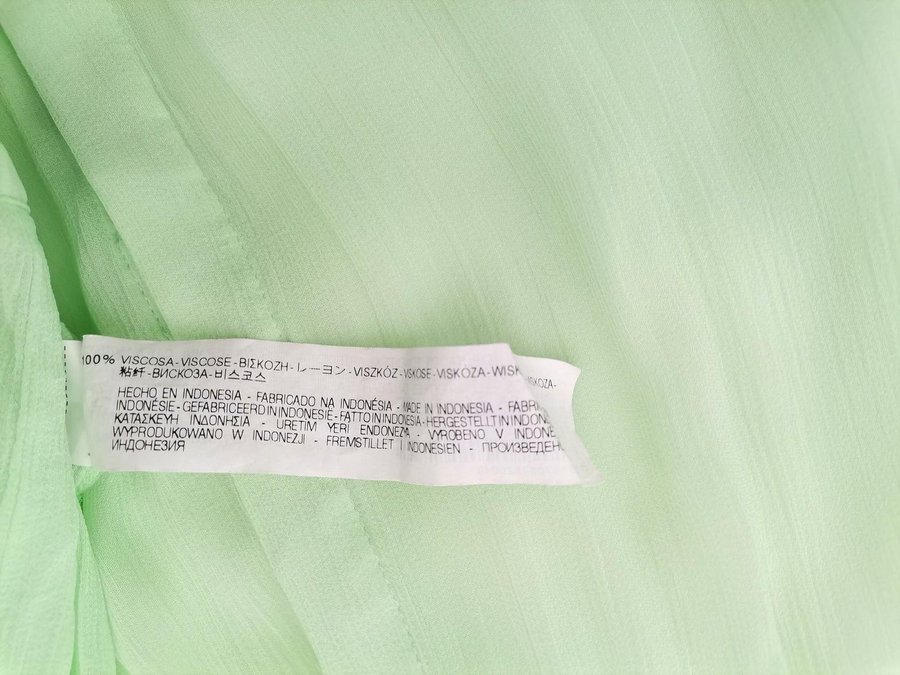 100% VISCOSA - VISCOSE - ΒΙΣΚΟΖΗ - レーヨン - VISZKÓZ - VISKOSE - VISKÓZA - WISK
粘纤 - ВИСКОЗА - 비스코스
HECHO EN INDONESIA - FABRICADO NA INDONÉSIA - MADE IN INDONESIA - FABRI
INDONÉSIE - GEFABRICEERD IN INDONESIË - FATTO IN INDONESIA - HERGESTELLT IN INDONE
ΚΑΤΑΣΚΕΥΗ ΙΝΔΟΝΗΣΙΑ - URETIM YERI ENDONEZYA - VYROBENO V INDONE
WYPRODUKOWANO W INDONEZJI - FREMSTILLET I INDONESIEN - ПРОИЗВЕДЕНО
ИНДОНЕЗИЯ